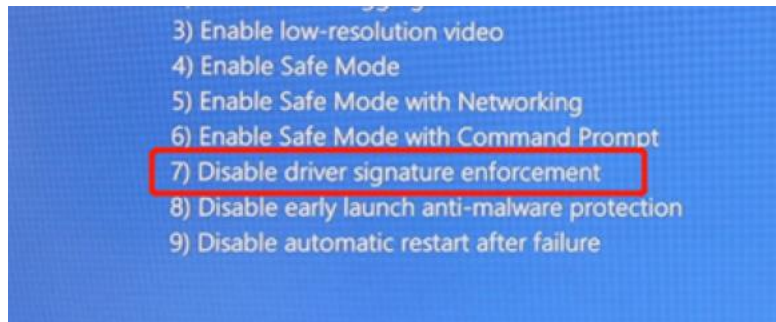 3) Enable low-resolution video
4) Enable Safe Mode
5) Enable Safe Mode with Networking
6) Enable Safe Mode with Command Prompt
7) Disable driver signature enforcement
8) Disable early launch anti-malware protection
9) Disable automatic restart after failure